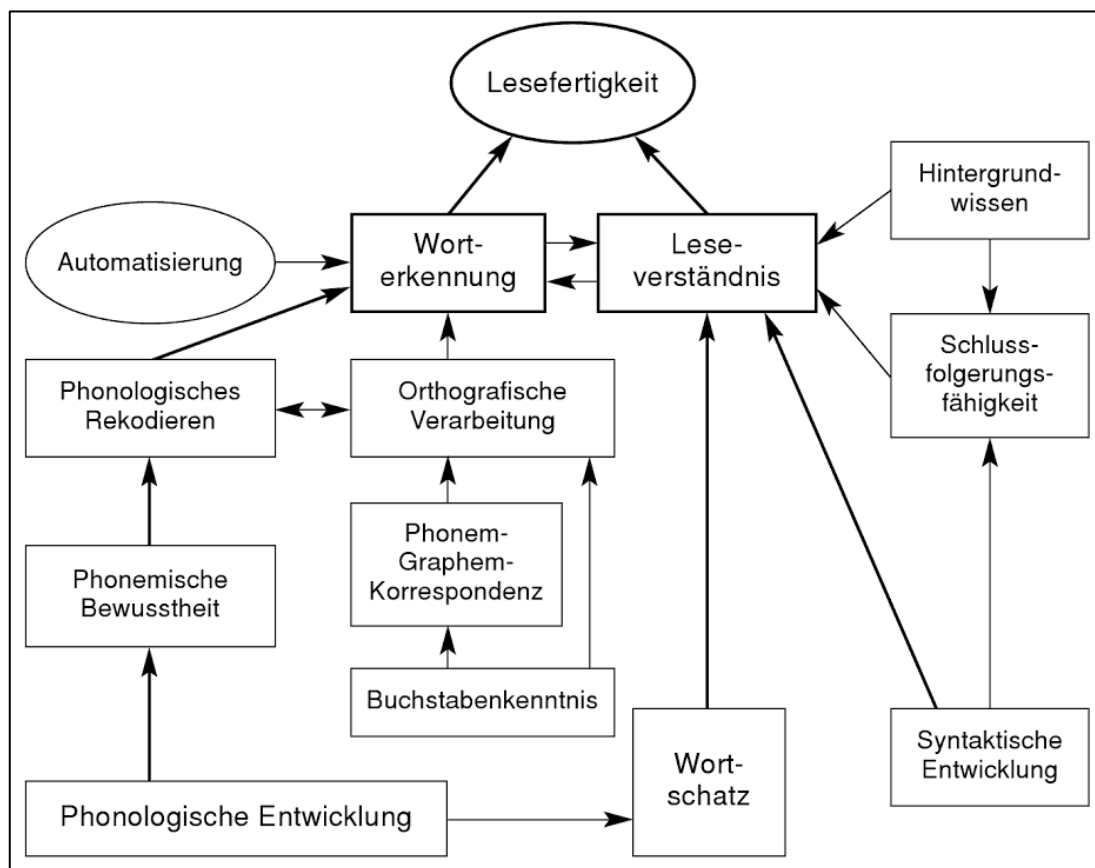 Lesefertigkeit
Hintergrund-
wissen
Automatisierung
Wort-
erkennung
Lese-
verständnis
Schluss-
folgerungs-
fähigkeit
Phonologisches
Rekodieren
Orthografische
Verarbeitung
Phonem-
Graphem-
Korrespondenz
Phonemische
Bewusstheit
Buchstabenkenntnis
Wort-
schatz
Syntaktische
Entwicklung
Phonologische Entwicklung